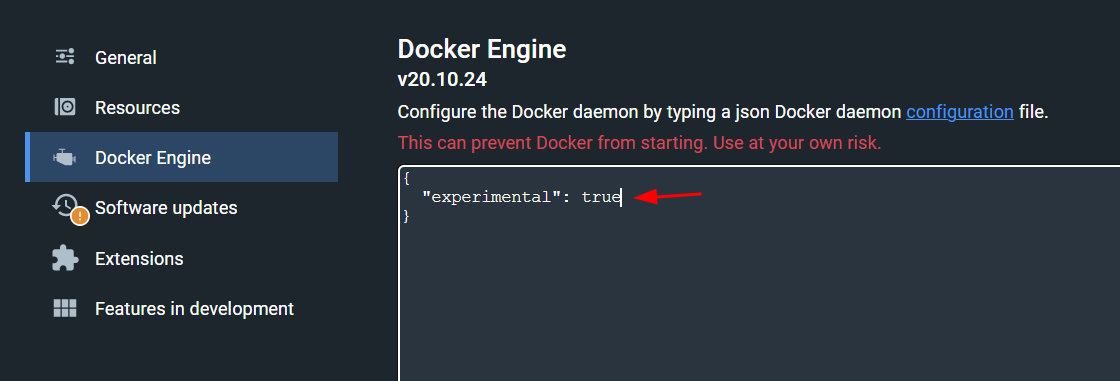 General
Resources
Docker Engine
Software updates
!
Extensions
Features in development
Docker Engine
v20.10.24
Configure the Docker daemon by typing a json Docker daemon configuration file.
This can prevent Docker from starting. Use at your own risk.
{
  "experimental": true
}